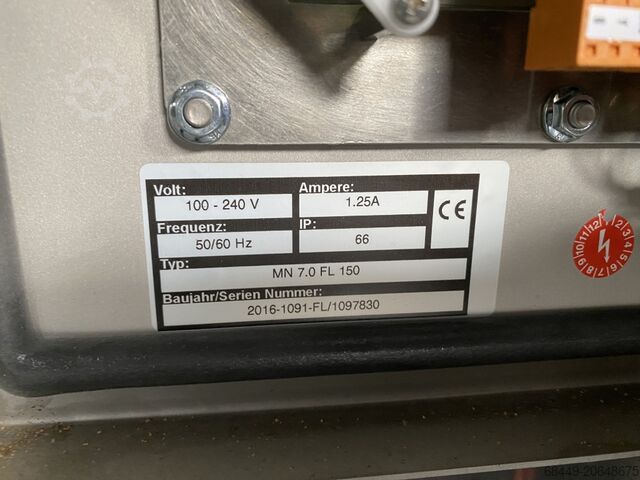 Volt:
Ampere:
100 - 240 V
1.25A
CE
Frequenz:
IP:
50/60 Hz
66
Typ:
MN 7.0 FL 150
Baujahr/Serien Nummer:
2016-1091-FL/1097830
68449-20648675